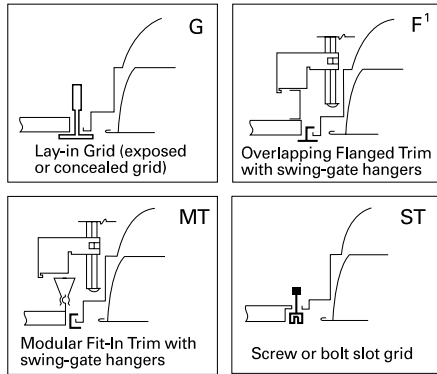 G
Lay-in Grid (exposed
or concealed grid)
F¹
Overlapping Flanged Trim
with swing-gate hangers
MT
Modular Fit-In Trim with
swing-gate hangers
ST
Screw or bolt slot grid